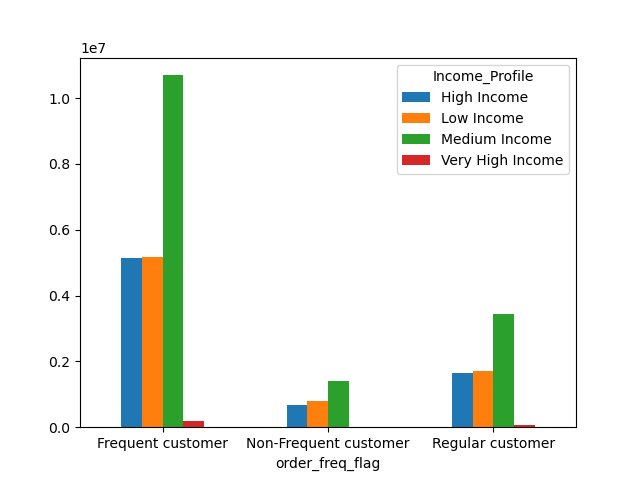 1e7
Income_Profile
High Income
Low Income
Medium Income
Very High Income
1.0
0.8
0.6
0.4
0.2
0.0
Frequent customer Non-Frequent customer Regular customer
order_freq_flag